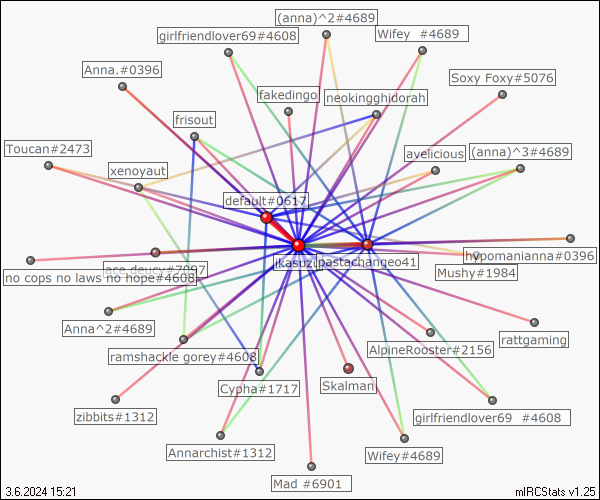 (anna)^2#4689
girlfriendlover69#4608
Wifey  #4689
Anna.#0396
Soxy Foxy#5076
fakedingo
neokingghidorah
frisout
Toucan#2473
avelicious
(anna)^3#4689
xenoyaut
default#0617
hypomanianna#0396
jkasuzi
pastachangeo41
ace.deucy#7097
Mushy#1984
no cops no laws no hope#4608
Anna^2#4689
rattgaming
AlpineRooster#2156
ramshackle gorey#4608
Cypha#1717
Skalman
zibbits#1312
girlfriendlover69  #4608
Annarchist#1312
Wifey#4689
Mad #6901
3.6.2024 15:21
mIRCStats v1.25